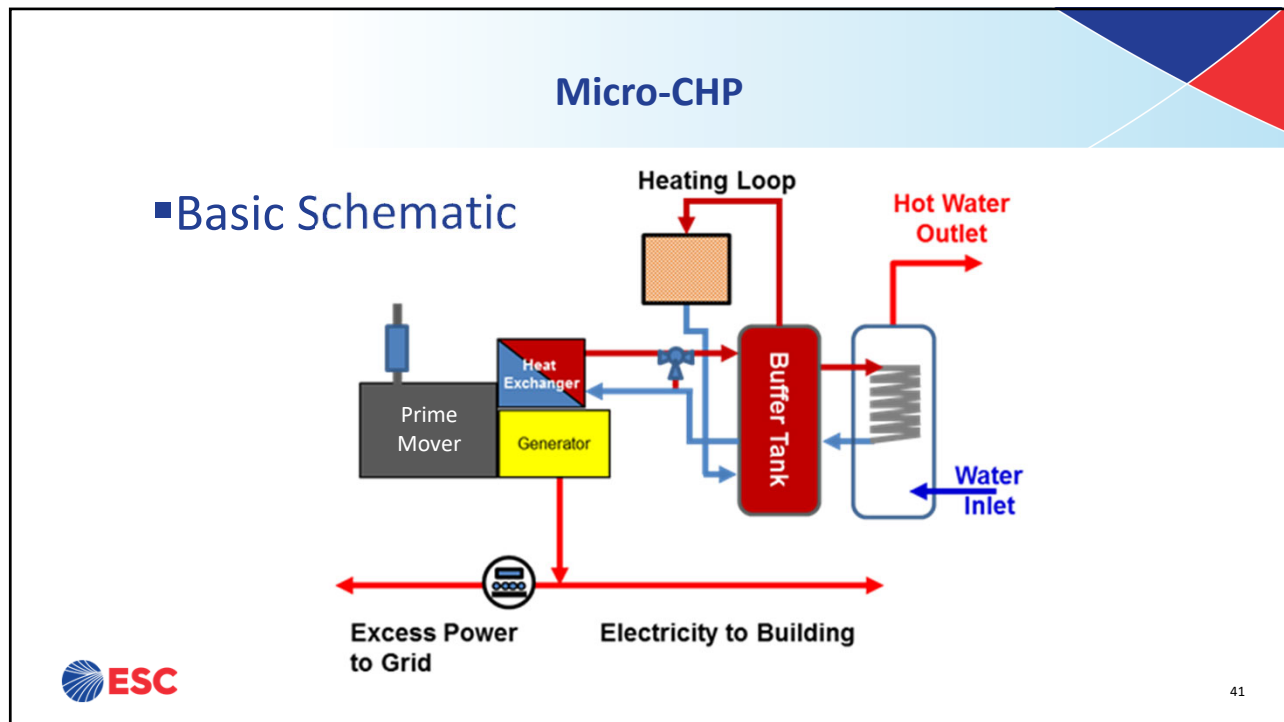 Micro-CHP
▪Basic Schematic
Heating Loop
Hot Water
Outlet
Heat
Exchanger
Prime
Mover
Generator
Buffer Tank
Water
Inlet
Excess Power
to Grid
Electricity to Building
ESC
41